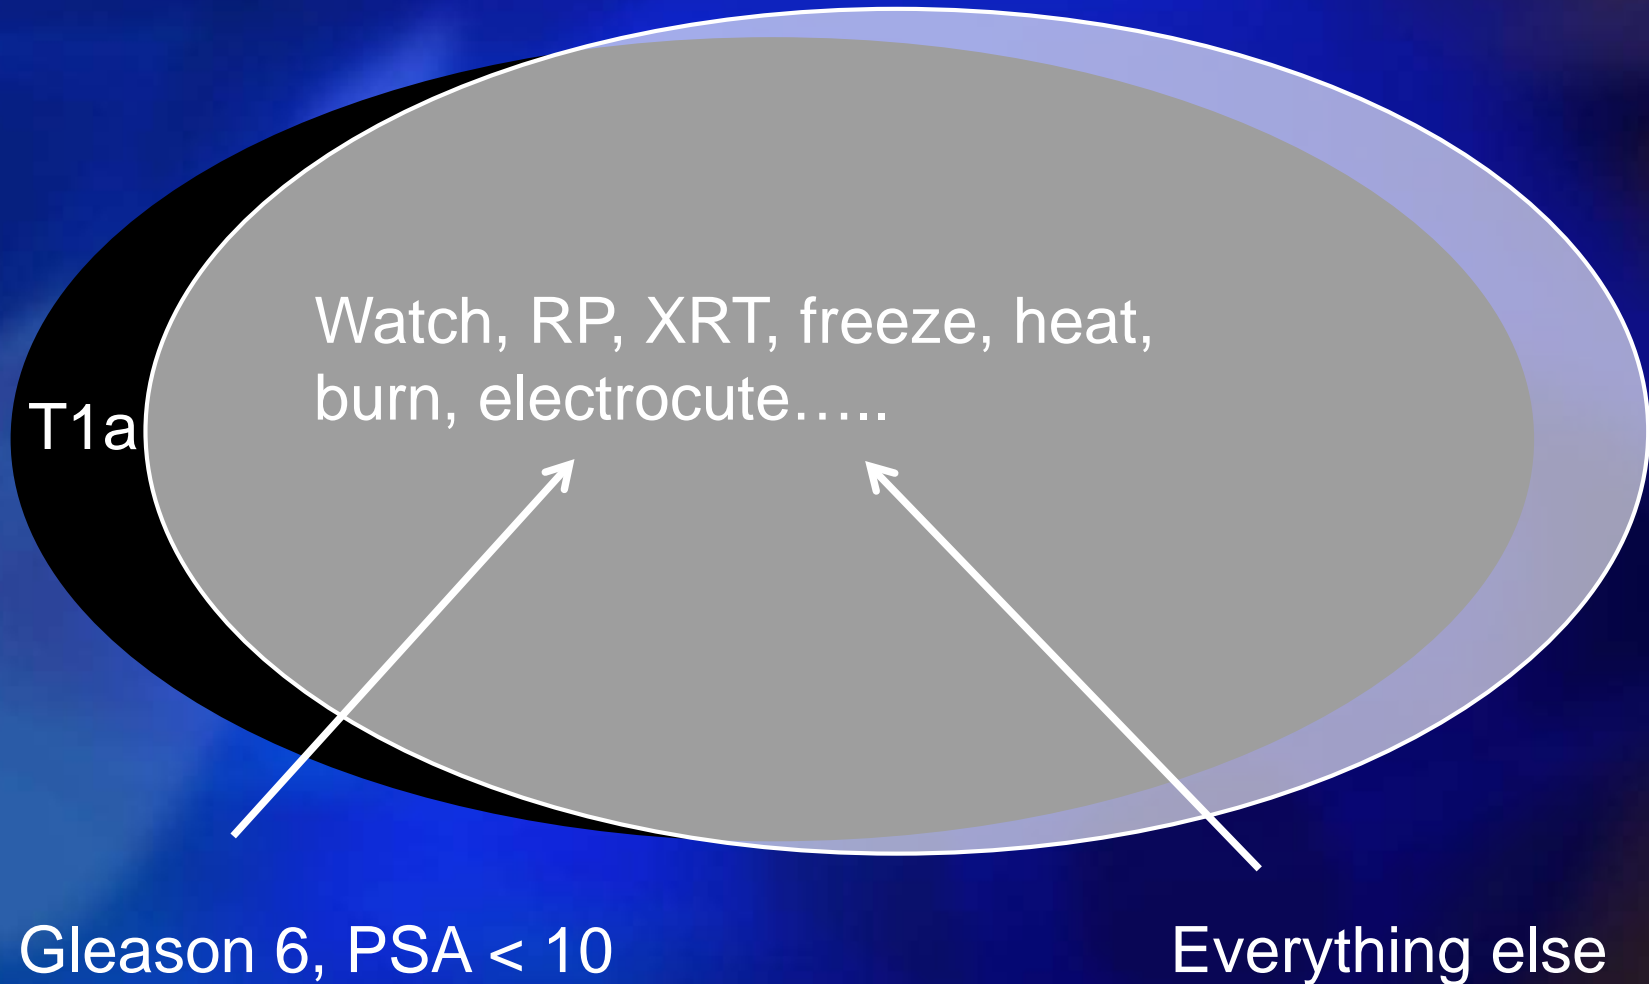 Watch, RP, XRT, freeze, heat,
burn, electrocute…..
T1a
Gleason 6, PSA < 10
Everything else